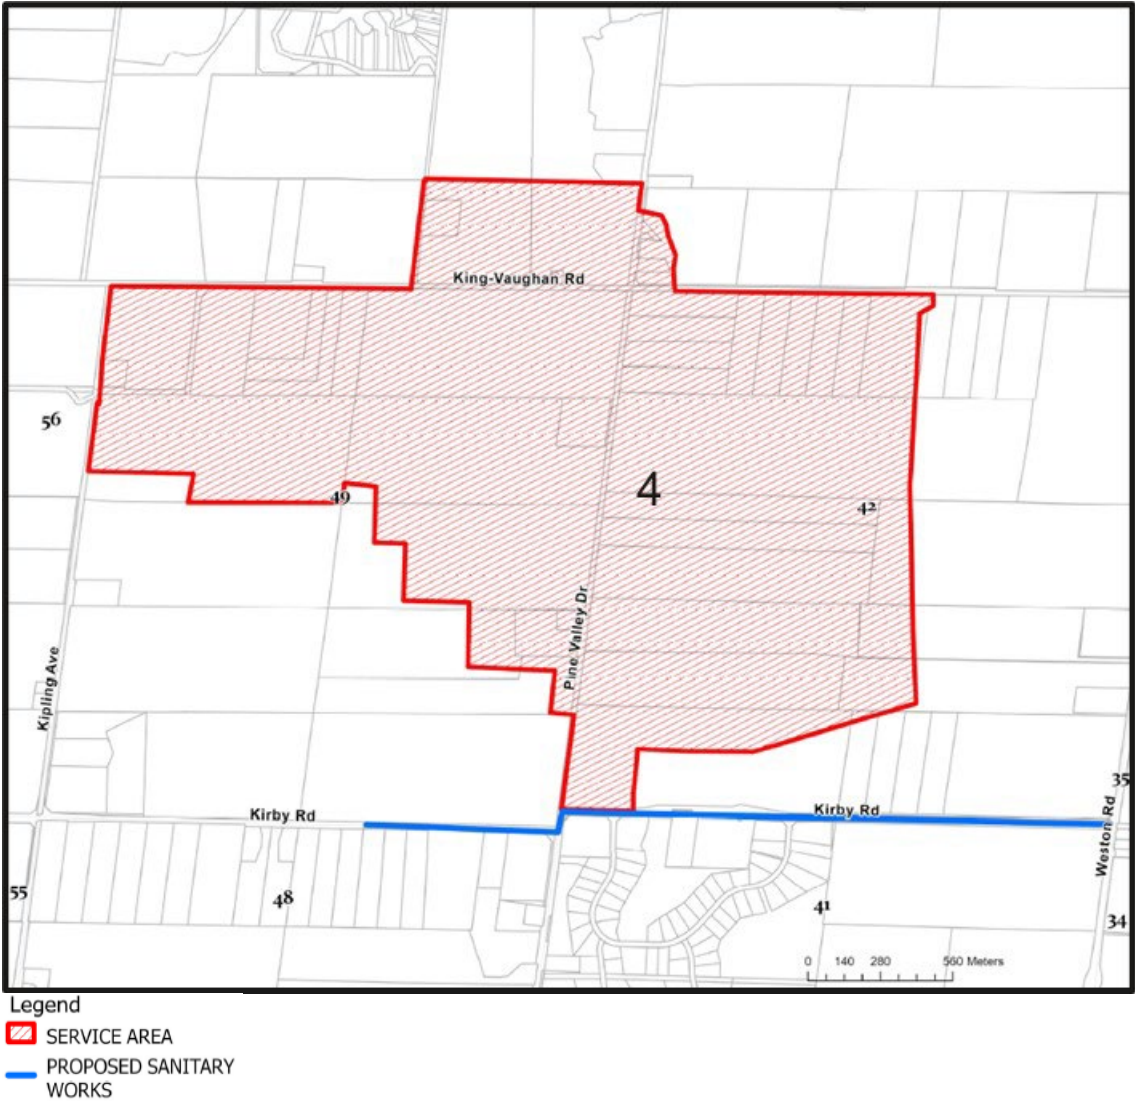 King-Vaughan Rd
56
49
4
42
Pine Valley Dr
Kipling Ave
35
Kirby Rd
Kirby Rd
Weston Rd
55
48
41
34
0 140 280 560 Meters
Legend
SERVICE AREA
PROPOSED SANITARY
WORKS